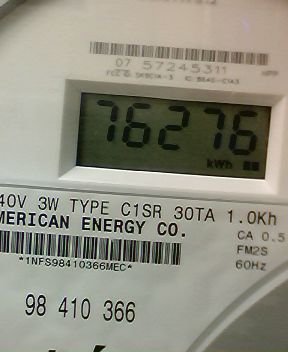 07 57245311
76276
kWh
40V 3W TYPE C1SR 30TA 1.0Kh
MERICAN ENERGY CO.
CA 0.5
FM2S
60Hz
*1NFS98410366MEC*
98 410 366